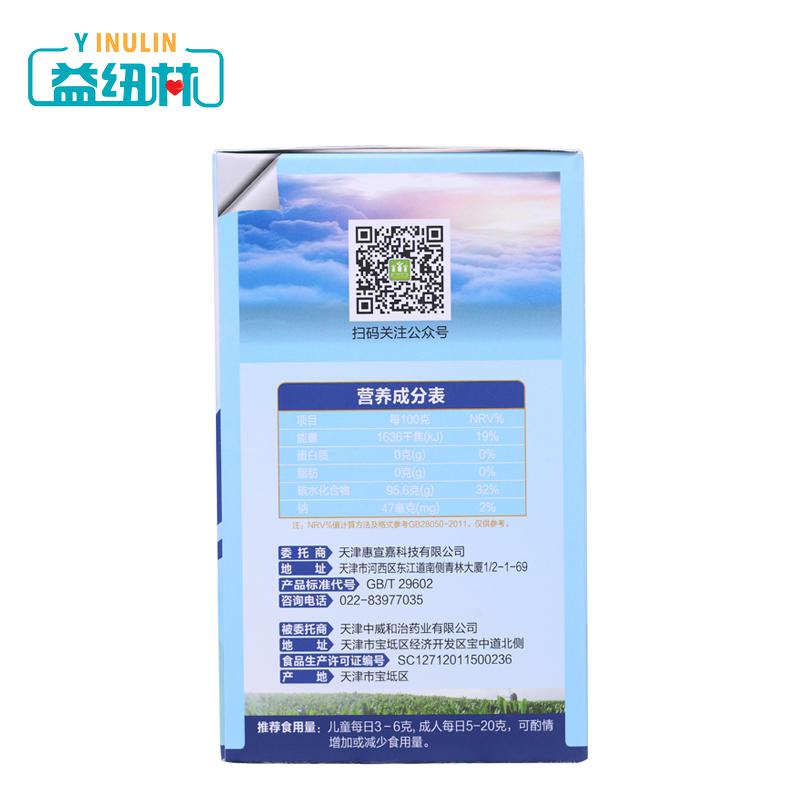 YINULIN
益纽林
扫码关注公众号
营养成分表
项目 每100克 NRV%
能量 1636千焦(kJ) 19%
蛋白质 0克(g) 0%
脂肪 0克(g) 0%
碳水化合物 95.6克(g) 32%
钠 47毫克(mg) 2%
注：NRV%值计算方法及格式参考GB28050-2011，仅供参考。
委托商 天津惠宣嘉科技有限公司
地址 天津市河西区东江道南侧青林大厦1/2-1-69
产品标准代号 GB/T 29602
咨询电话 022-83977035
被委托商 天津中威和治药业有限公司
地址 天津市宝坻区经济开发区宝中道北侧
食品生产许可证编号 SC12712011500236
产地 天津市宝坻区
推荐食用量：儿童每日3-6克, 成人每日5-20克，可酌情
增加或减少食用量。